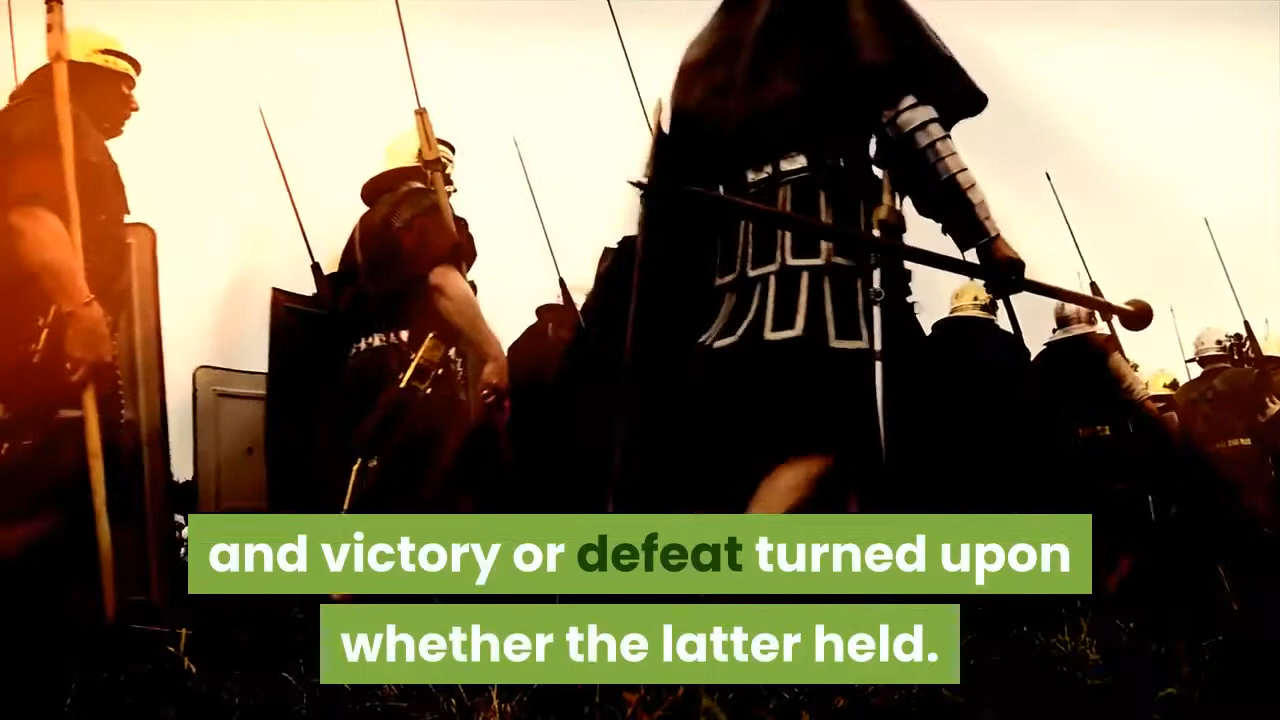 and victory or defeat turned upon
whether the latter held.